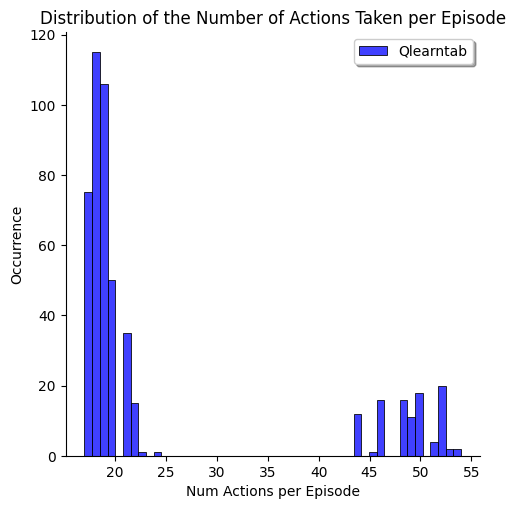 Distribution of the Number of Actions Taken per Episode
Qlearntab
120
100
80
60
40
20
0
Occurrence
20 25 30 35 40 45 50 55
Num Actions per Episode